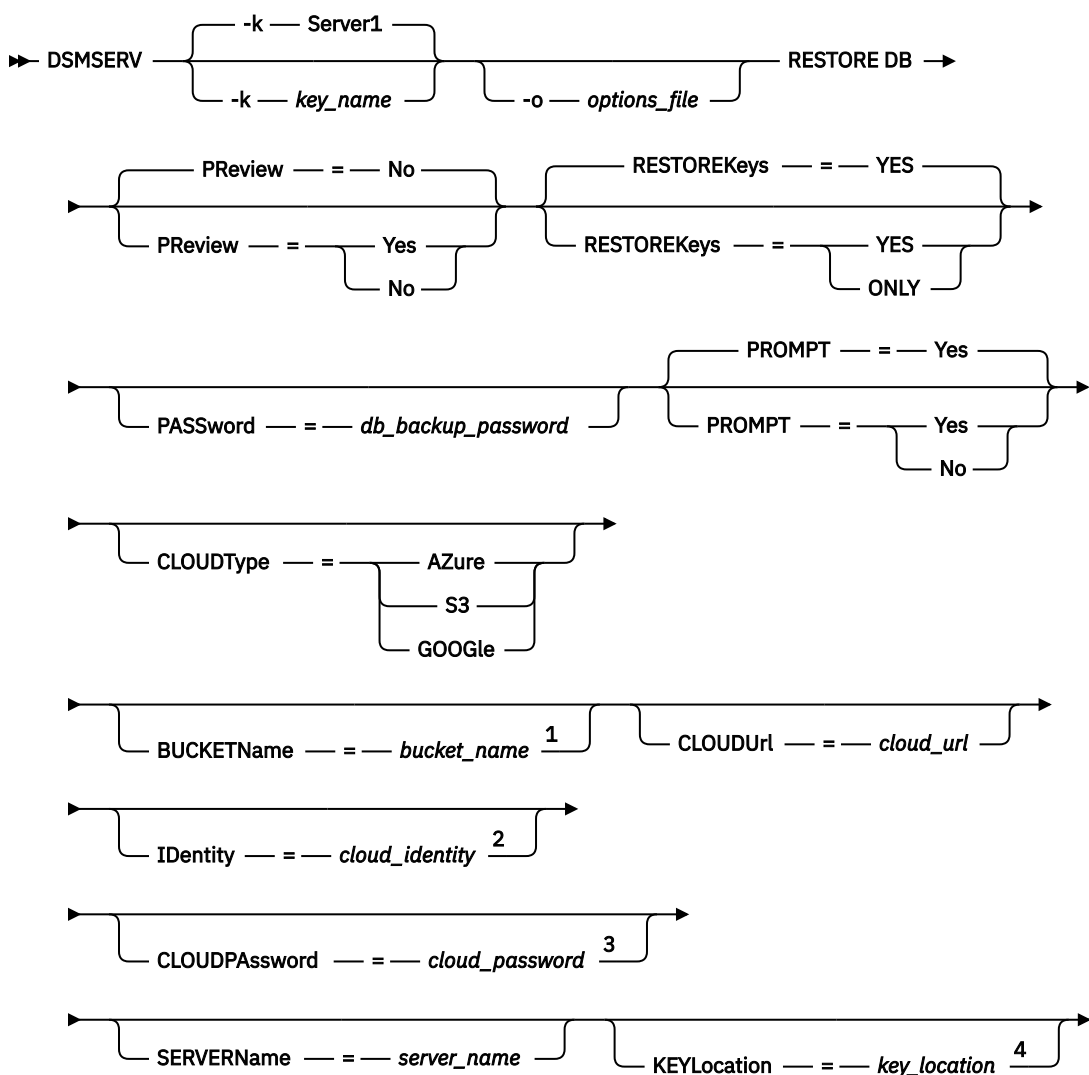 -k Server1
DSMSERV RESTORE DB
-k key_name -o options_file
PReview = No RESTOREKeys = YES
PReview = Yes RESTOREKeys = YES
No ONLY
PROMPT = Yes
PASSword = db_backup_password PROMPT = Yes
No
CLOUDType = AZure
S3
GOOGle
BUCKETName = bucket_name 1 CLOUDUrl = cloud_url
IDentity = cloud_identity 2
CLOUDPAssword = cloud_password 3
SERVERName = server_name KEYLocation = key_location 4